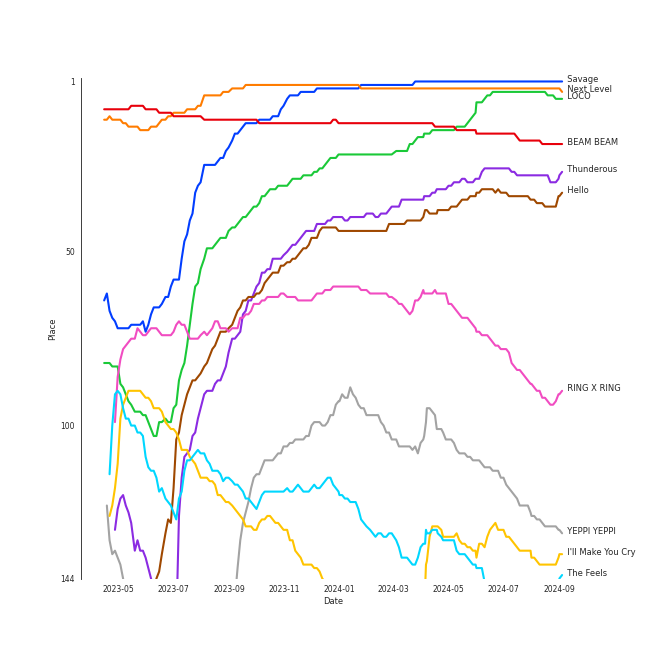 1
50
100
144
Place
2023-05
2023-07
2023-09
2023-11
2024-01
2024-03
2024-05
2024-07
2024-09
Date
Savage
Next Level
LOCO
BEAM BEAM
Thunderous
Hello
RING X RING
YEPPI YEPPI
I'll Make You Cry
The Feels